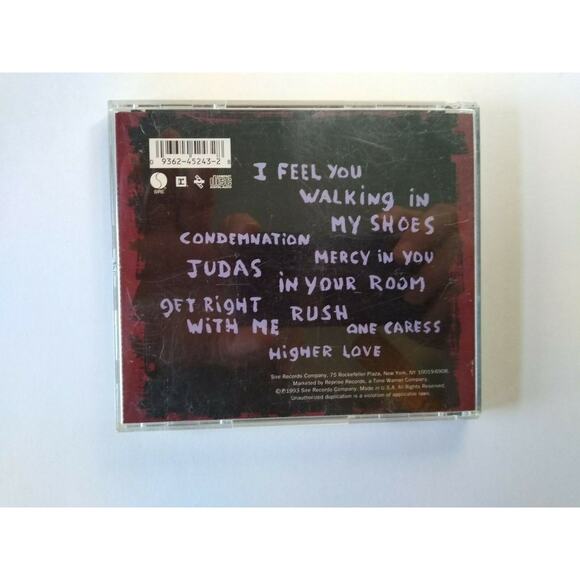 0 9362-45243-2 8
SIRE
I FEEL YOU
WALKING iN
MY SHOES
CONDEMNATION
MERCY iN YOU
JUDAS
iN YOUR ROOM
gET RigHT
WiTH ME
RUSH
ONE CARESS
HigHER LOVE
Sire Records Company, 75 Rockefeller Plaza, New York, NY 10019-6908.
Marketed by Reprise Records, a Time Warner Company.
©℗1993 Sire Records Company. Made in U.S.A. All Rights Reserved.
Unauthorized duplication is a violation of applicable laws.